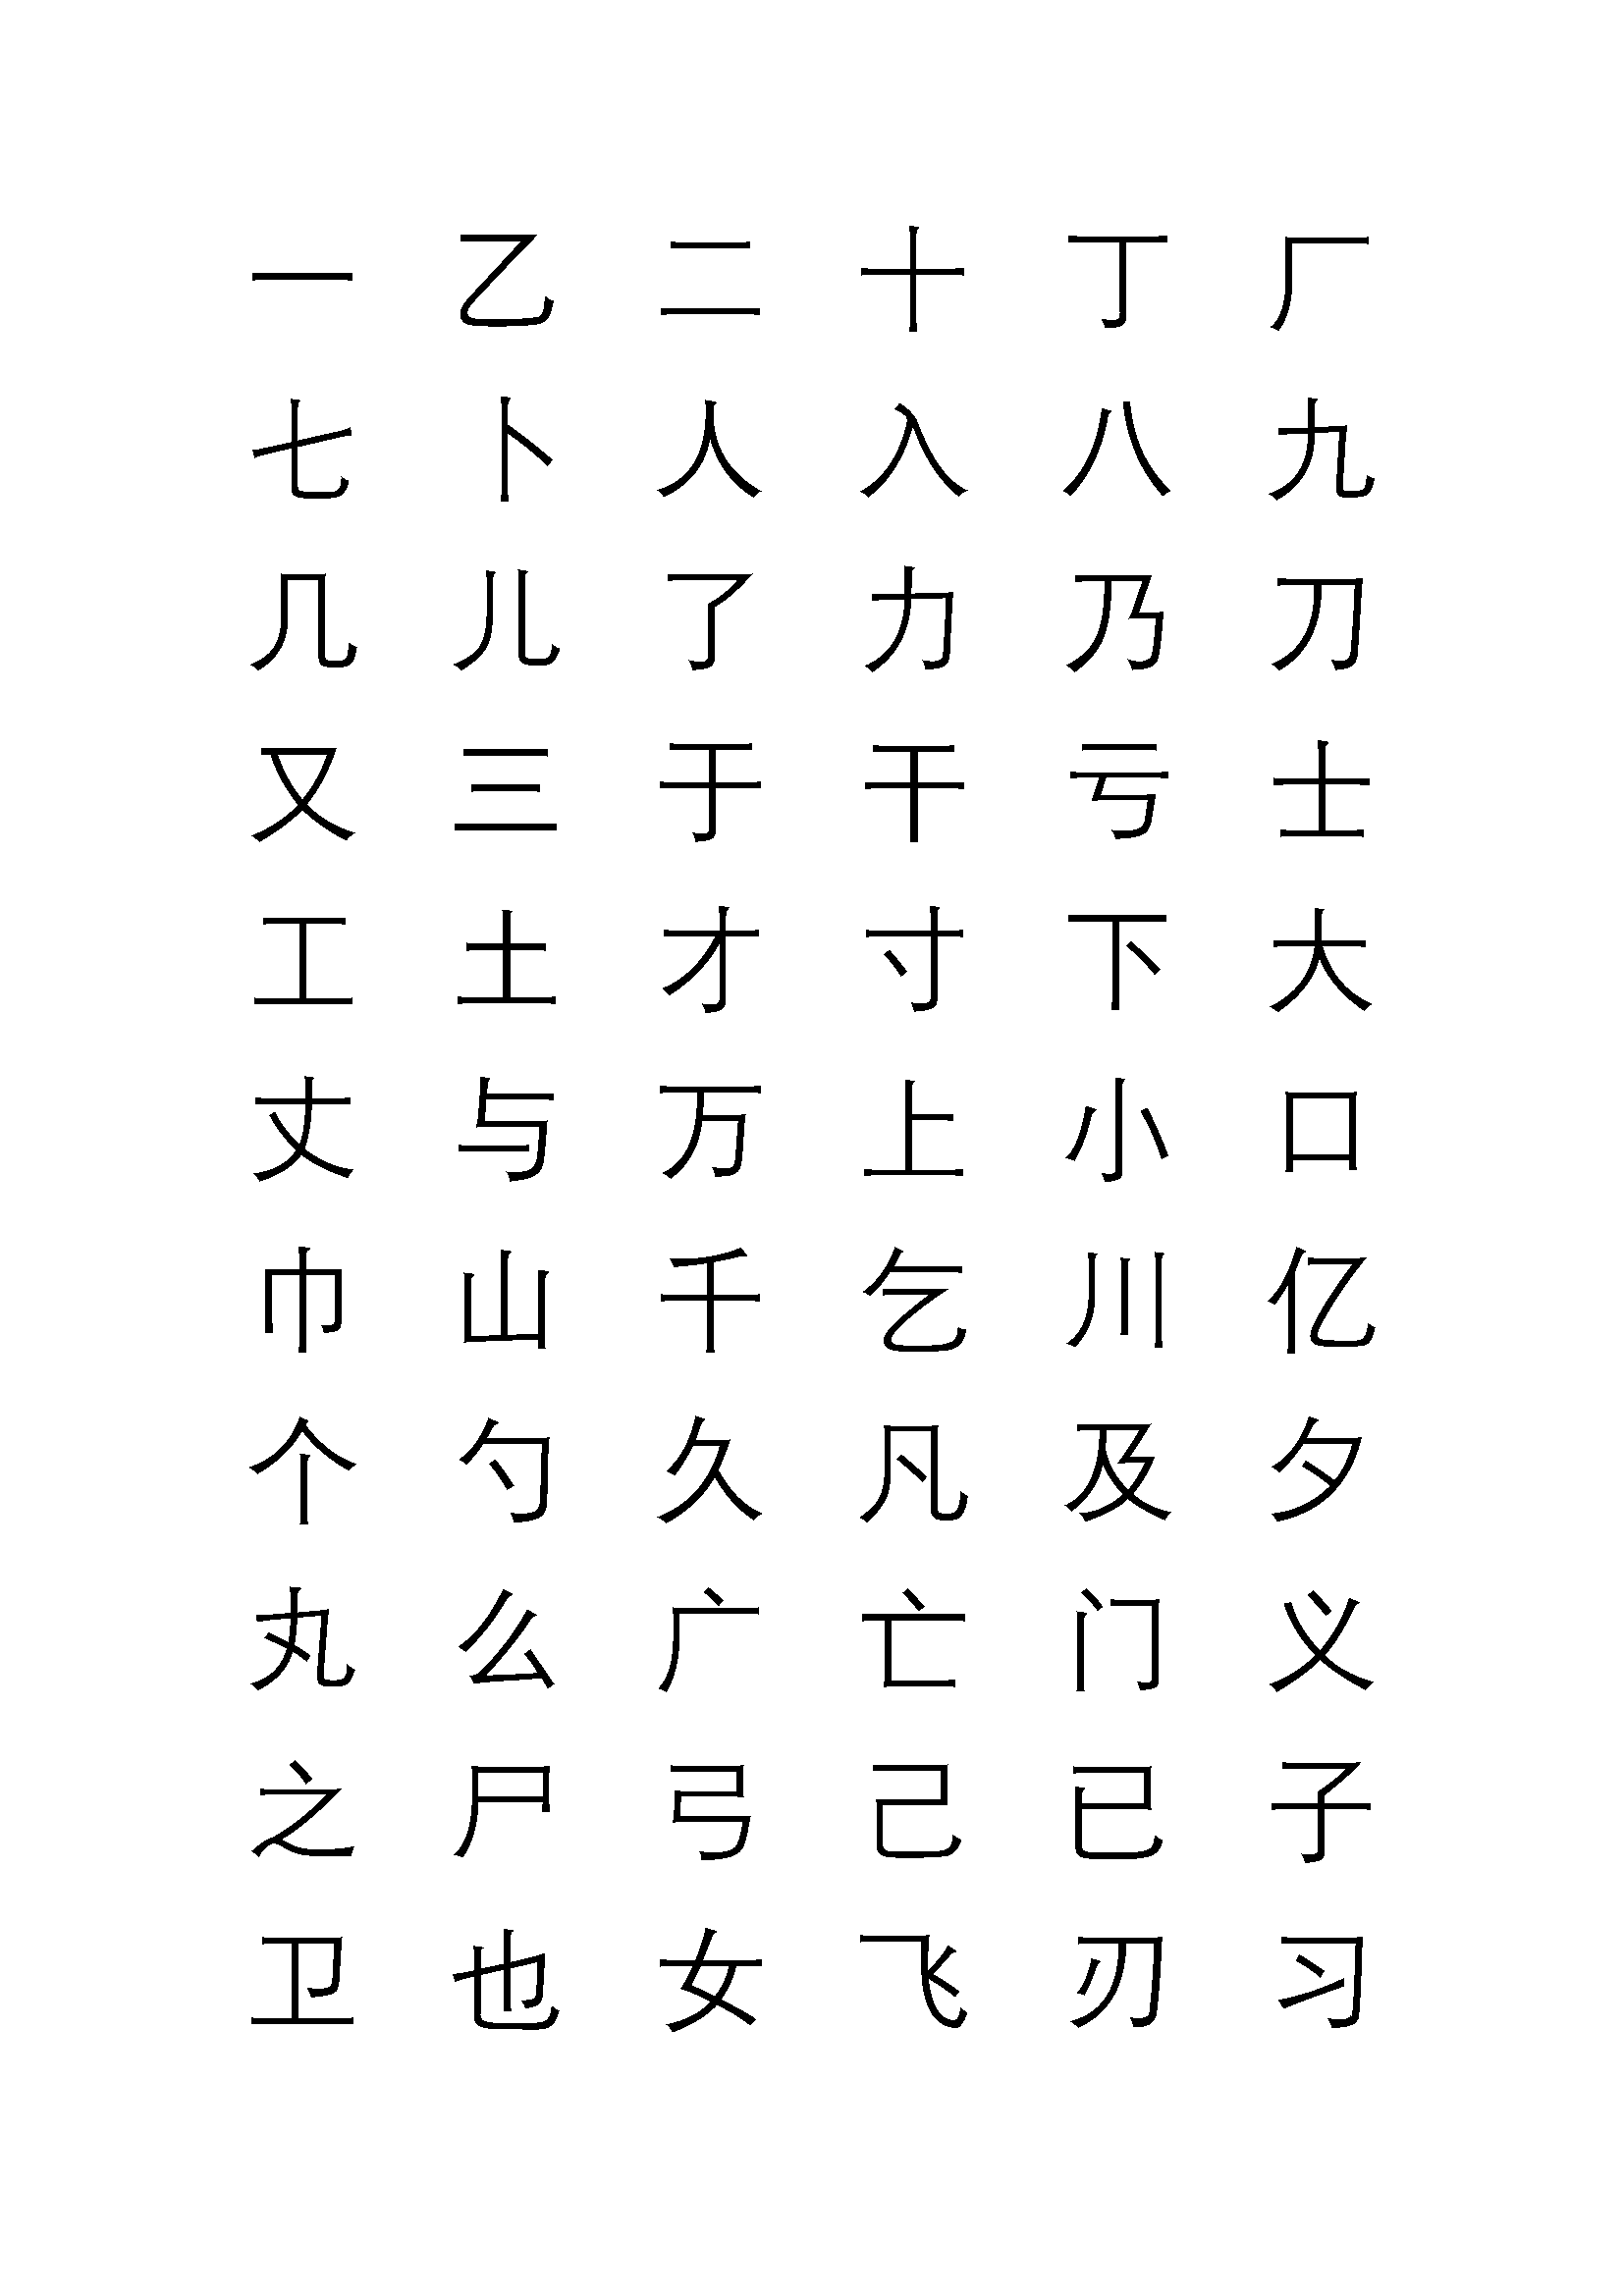 一 乙 二 十 丁 厂
七 卜 人 入 八 九
几 儿 了 力 乃 刀
又 三 于 干 亏 士
工 土 才 寸 下 大
丈 与 万 上 小 口
巾 山 千 乞 川 亿
个 勺 久 凡 及 夕
丸 么 广 亡 门 义
之 尸 弓 己 已 子
卫 也 女 飞 刃 习